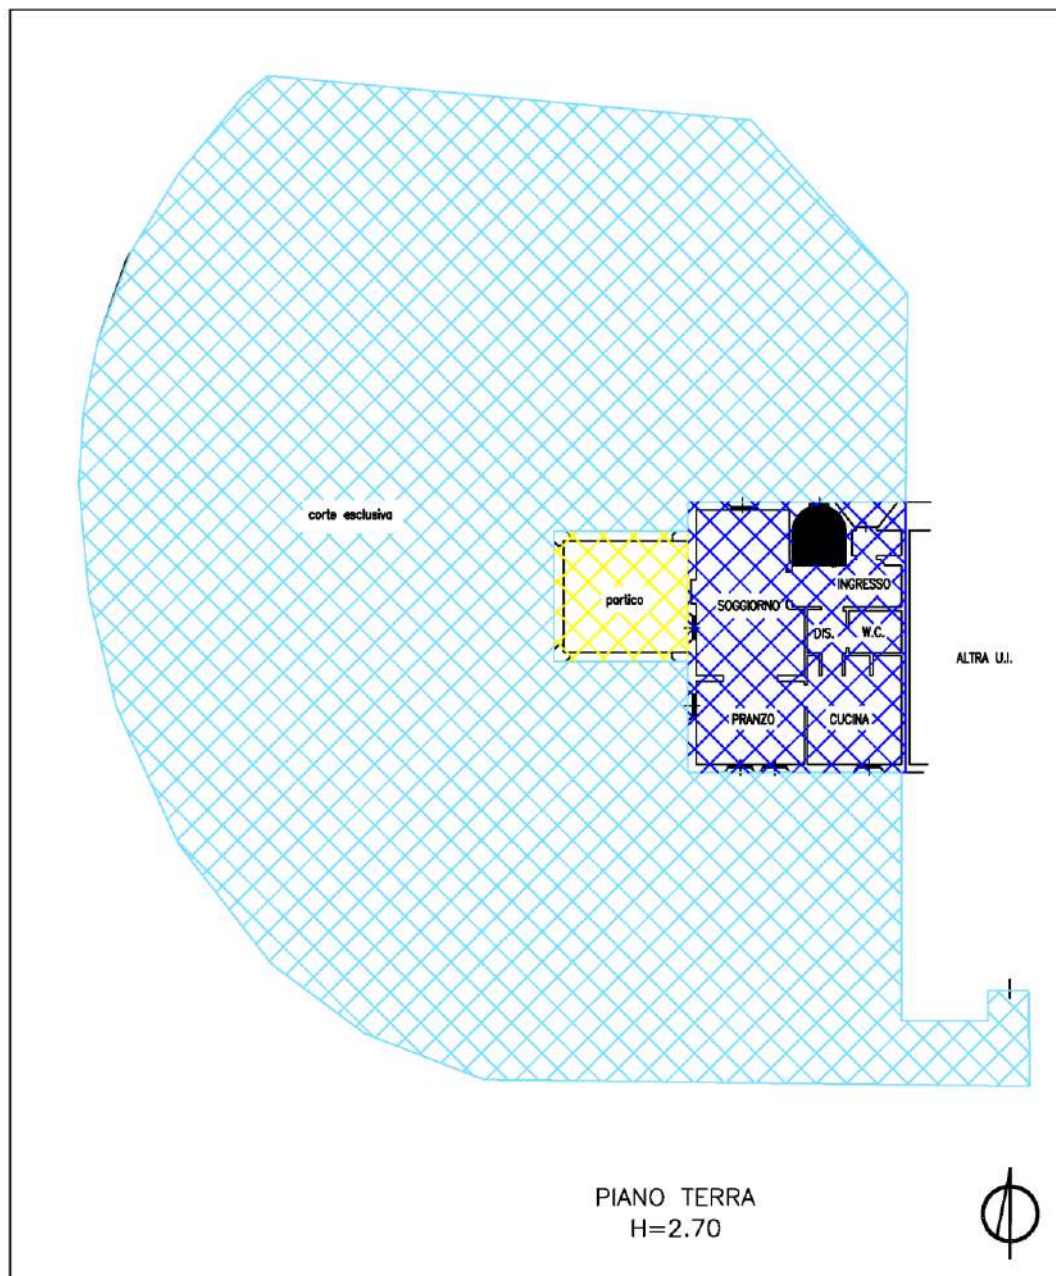 corte esclusiva
portico
SOGGIORNO
INGRESSO
DIS.
W.C.
ALTRA U.I.
PRANZO
CUCINA
PIANO TERRA
H=2.70